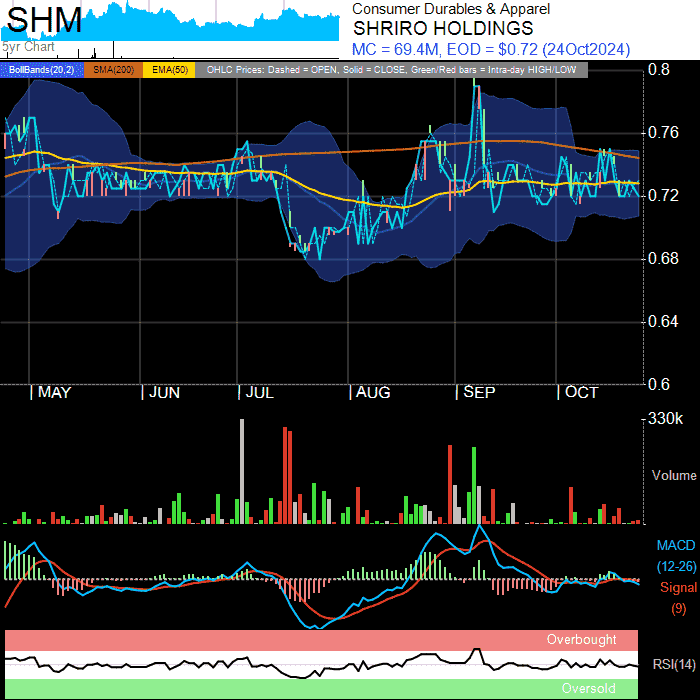 SHM
5yr Chart
Consumer Durables & Apparel
SHRIRO HOLDINGS
MC = 69.4M, EOD = $0.72 (24Oct2024)
BollBands(20,2) SMA(200) EMA(50) OHLC Prices: Dashed = OPEN, Solid = CLOSE, Green/Red bars = Intra-day HIGH/LOW
0.8
0.76
0.72
0.68
0.64
0.6
MAY JUN JUL AUG SEP OCT
330k
Volume
MACD
(12-26)
Signal
(9)
Overbought
RSI(14)
Oversold